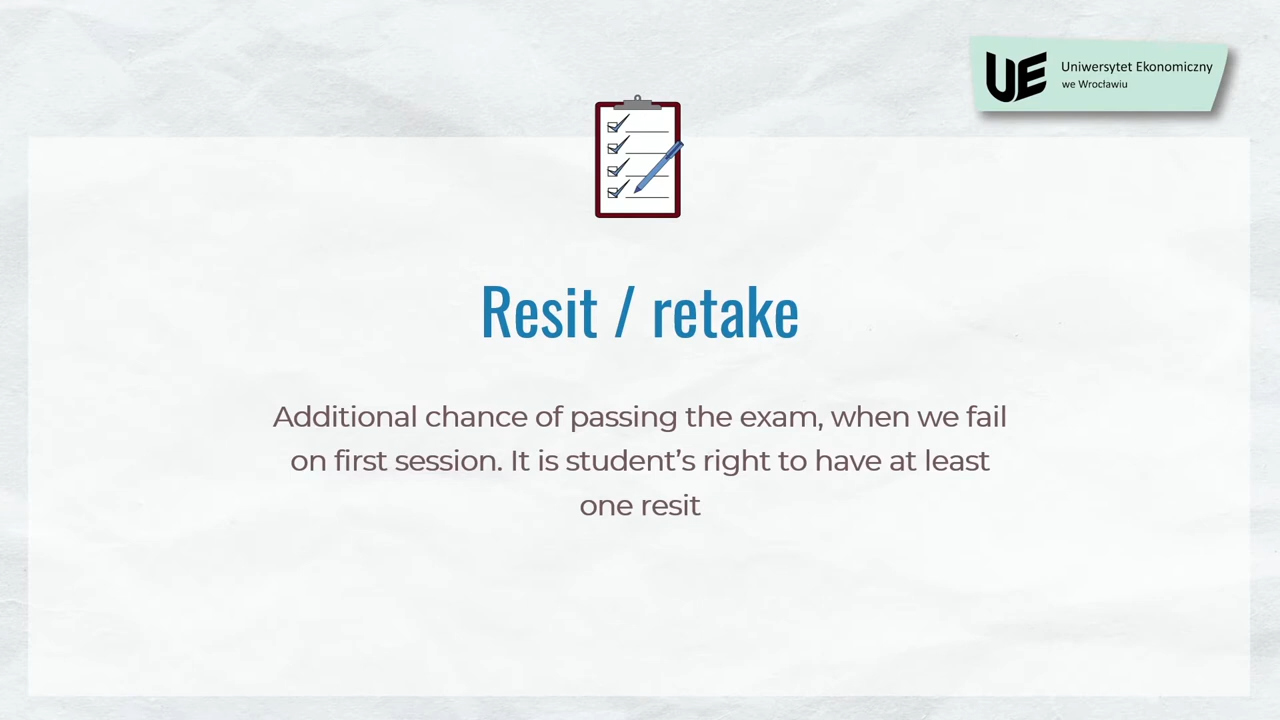 UE
Uniwersytet Ekonomiczny
we Wrocławiu
Resit / retake
Additional chance of passing the exam, when we fail
on first session. It is student’s right to have at least
one resit